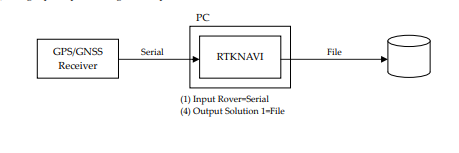 PC
GPS/GNSS
Receiver
Serial
RTKNAVI
File
(1) Input Rover=Serial
(4) Output Solution 1=File